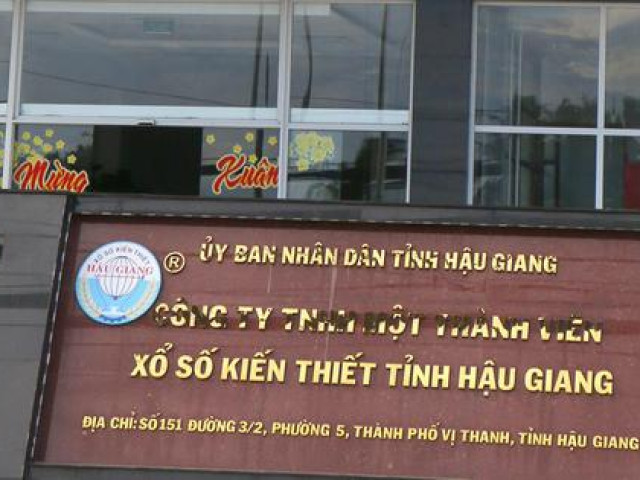 Mừng Xuân
XỔ SỐ KIẾN THIẾT
HẬU GIANG
®
ỦY BAN NHÂN DÂN TỈNH HẬU GIANG
CÔNG TY TNHH MỘT THÀNH VIÊN
XỔ SỐ KIẾN THIẾT TỈNH HẬU GIANG
ĐỊA CHỈ: SỐ 151 ĐƯỜNG 3/2, PHƯỜNG 5, THÀNH PHỐ VỊ THANH, TỈNH HẬU GIANG